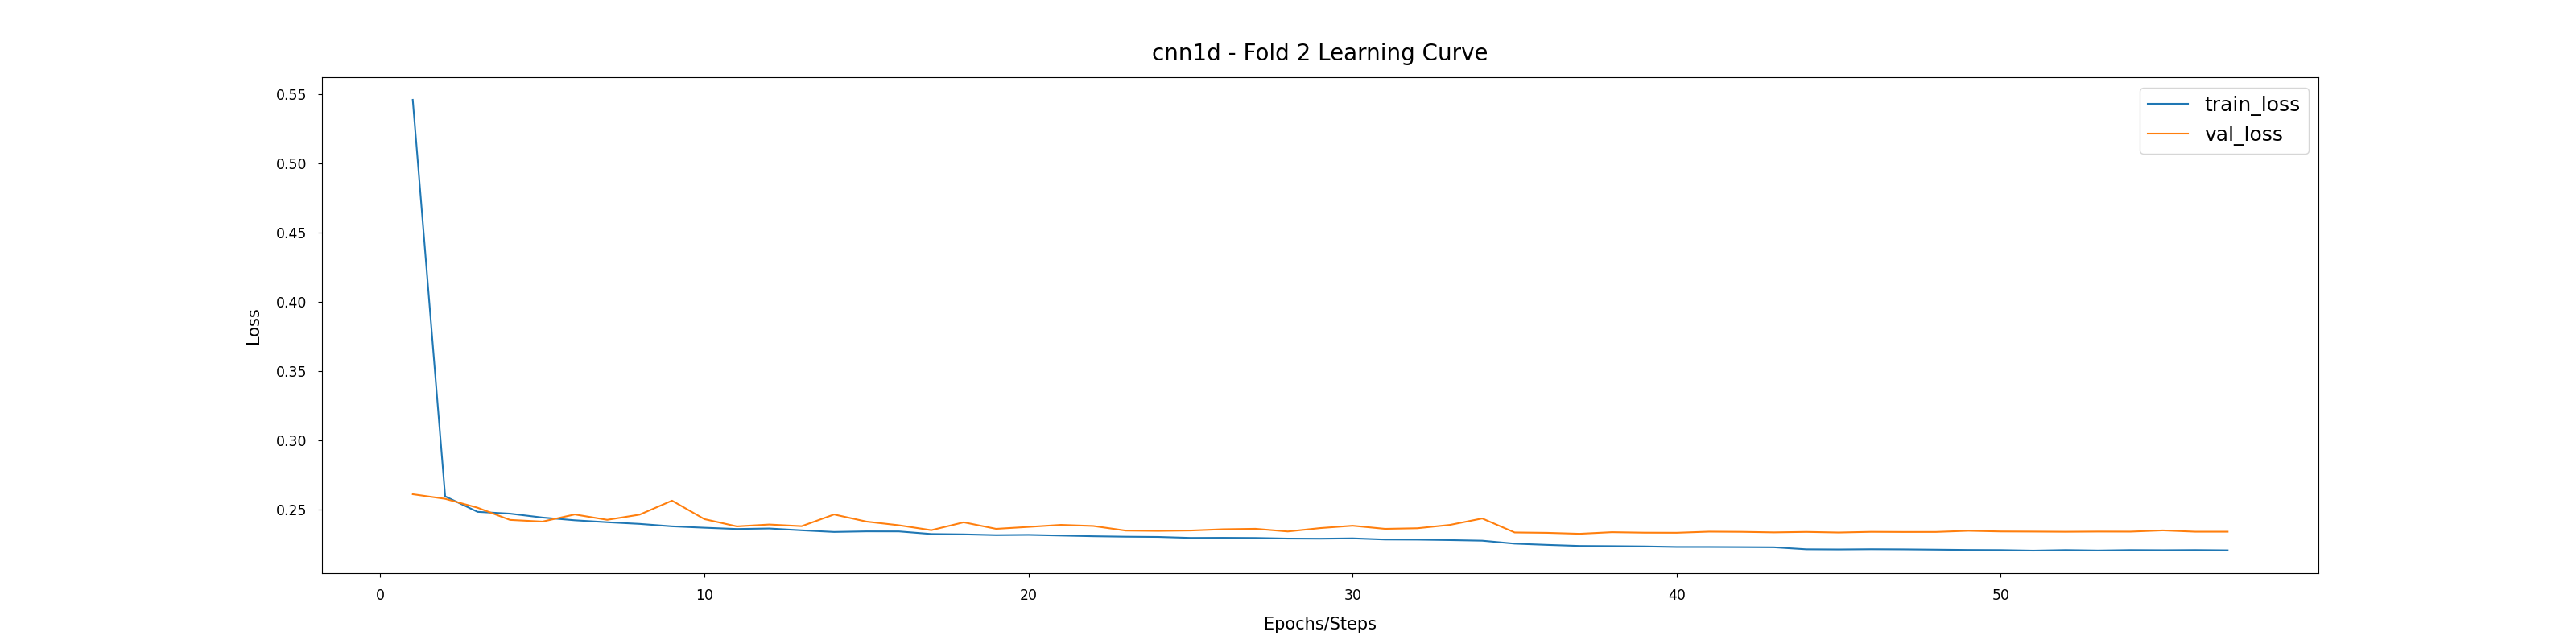 cnn1d - Fold 2 Learning Curve
train_loss
val_loss
Loss
0.55
0.50
0.45
0.40
0.35
0.30
0.25
0 10 20 30 40 50
Epochs/Steps